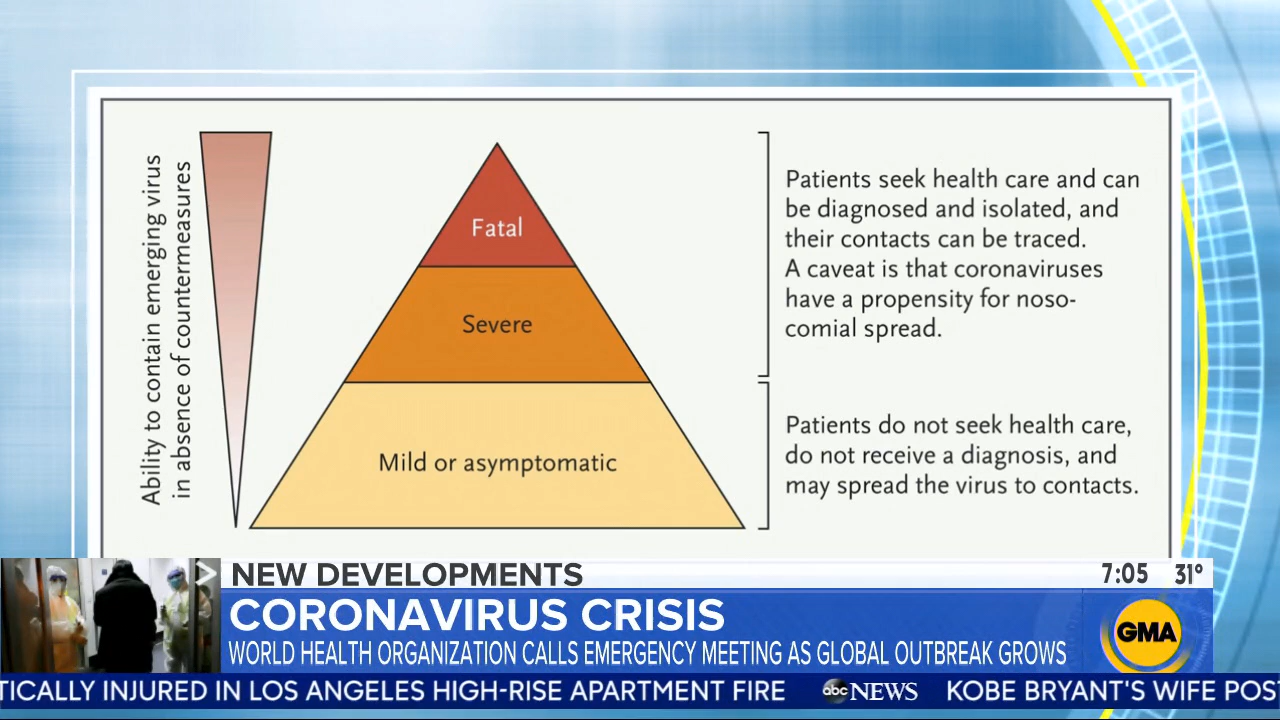 Ability to contain emerging virus
in absence of countermeasures
Fatal
Severe
Mild or asymptomatic
Patients seek health care and can
be diagnosed and isolated, and
their contacts can be traced.
A caveat is that coronaviruses
have a propensity for noso-
comial spread.
Patients do not seek health care,
do not receive a diagnosis, and
may spread the virus to contacts.
NEW DEVELOPMENTS
7:05 31°
CORONAVIRUS CRISIS
WORLD HEALTH ORGANIZATION CALLS EMERGENCY MEETING AS GLOBAL OUTBREAK GROWS
GMA
INJURED IN LOS ANGELES HIGH-RISE APARTMENT FIRE abc NEWS KOBE BRYANT'S WIFE